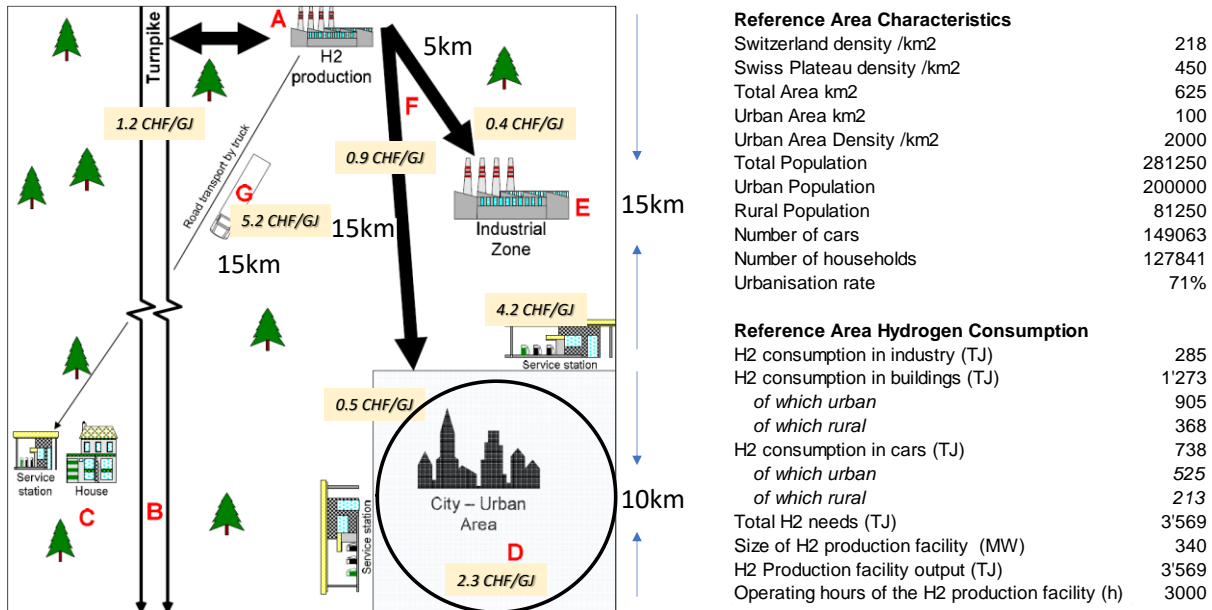 Turnpike
A
H2
production
5km
F
1.2 CHF/GJ
0.4 CHF/GJ
0.9 CHF/GJ
Road transport by truck
G
5.2 CHF/GJ
15km
15km
E
Industrial
Zone
15km
4.2 CHF/GJ
Service station
0.5 CHF/GJ
City – Urban
Area
10km
Service station
D
2.3 CHF/GJ
Service
station
House
C
B
Reference Area Characteristics
Switzerland density /km2 218
Swiss Plateau density /km2 450
Total Area km2 625
Urban Area km2 100
Urban Area Density /km2 2000
Total Population 281250
Urban Population 200000
Rural Population 81250
Number of cars 149063
Number of households 127841
Urbanisation rate 71%
Reference Area Hydrogen Consumption
H2 consumption in industry (TJ) 285
H2 consumption in buildings (TJ) 1'273
of which urban 905
of which rural 368
H2 consumption in cars (TJ) 738
of which urban 525
of which rural 213
Total H2 needs (TJ) 3'569
Size of H2 production facility (MW) 340
H2 Production facility output (TJ) 3'569
Operating hours of the H2 production facility (h) 3000